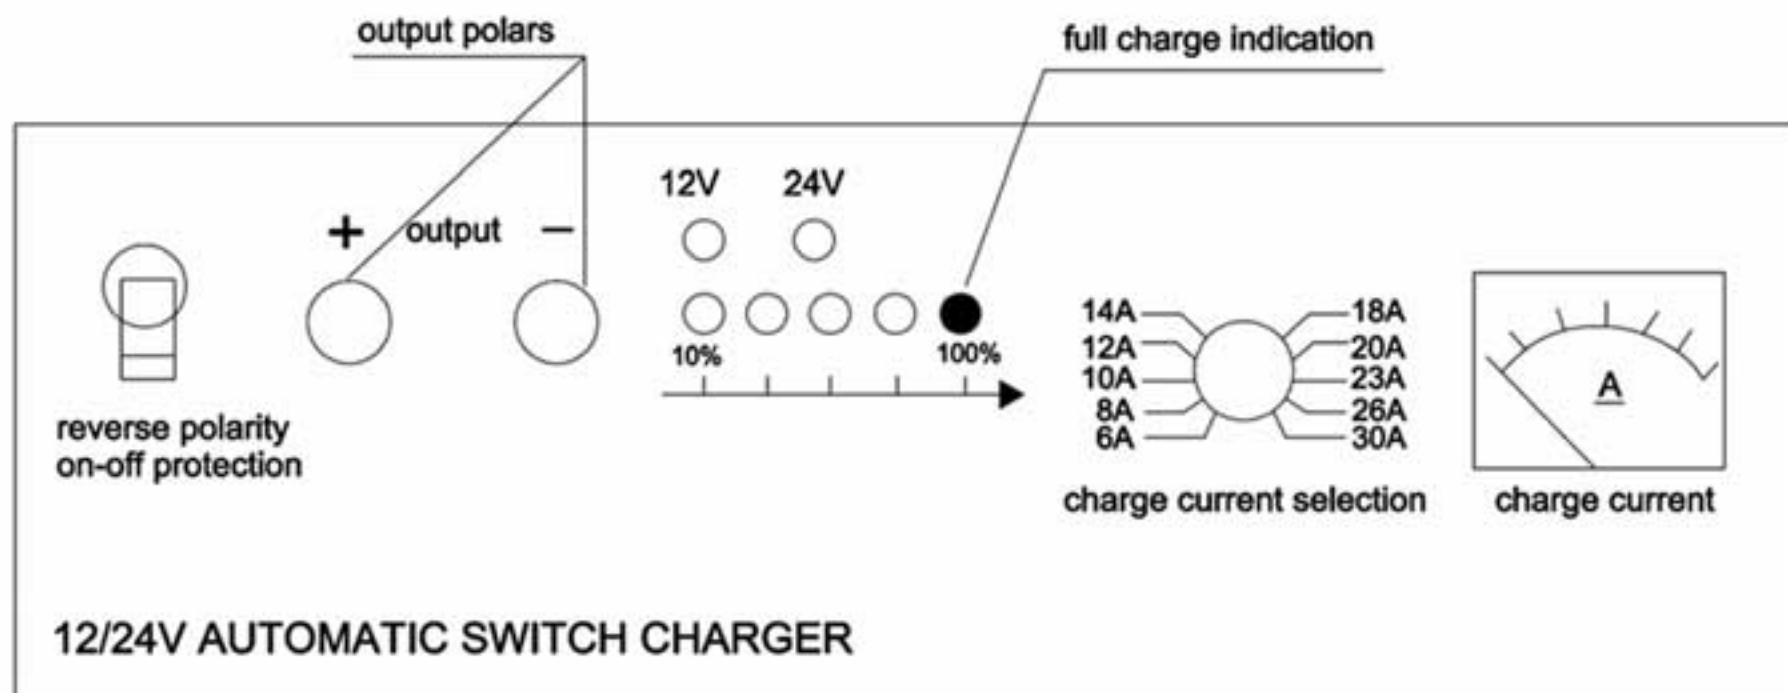 output polars
full charge indication
12V 24V
+ output −
10% 100%
14A 18A
12A 20A
10A 23A
8A 26A
6A 30A
A
reverse polarity
on-off protection
charge current selection
charge current
12/24V AUTOMATIC SWITCH CHARGER